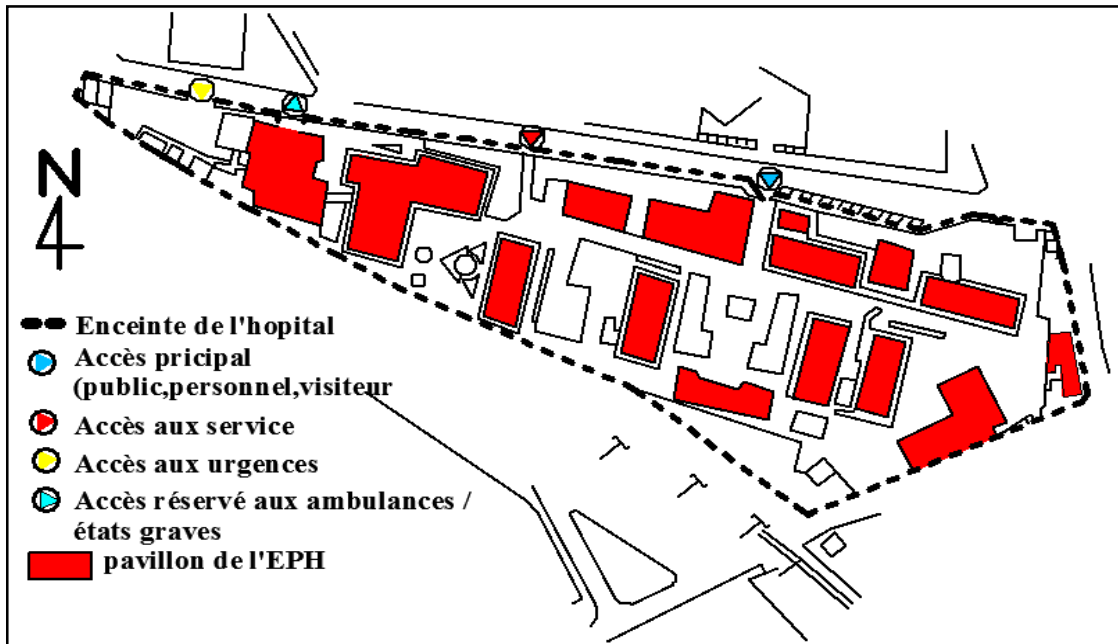 N
Enceinte de l'hopital
Accès pricipal
(public,personnel,visiteur
Accès aux service
Accès aux urgences
Accès réservé aux ambulances /
états graves
pavillon de l'EPH